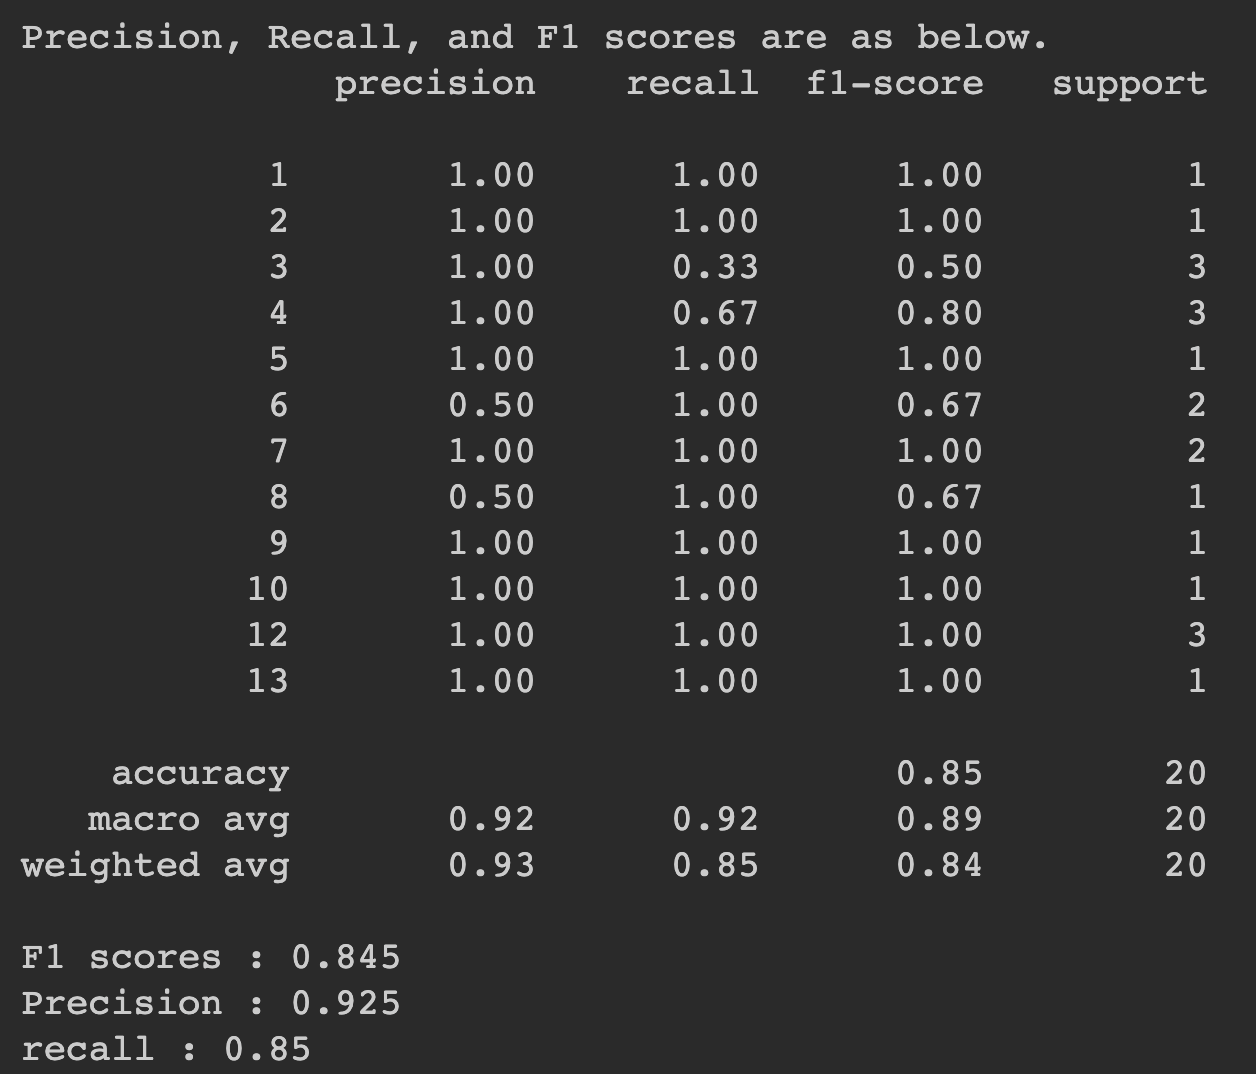 Precision, Recall, and F1 scores are as below.
precision recall f1-score support
1 1.00 1.00 1.00 1
2 1.00 1.00 1.00 1
3 1.00 0.33 0.50 3
4 1.00 0.67 0.80 3
5 1.00 1.00 1.00 1
6 0.50 1.00 0.67 2
7 1.00 1.00 1.00 2
8 0.50 1.00 0.67 1
9 1.00 1.00 1.00 1
10 1.00 1.00 1.00 1
12 1.00 1.00 1.00 3
13 1.00 1.00 1.00 1
accuracy 0.85 20
macro avg 0.92 0.92 0.89 20
weighted avg 0.93 0.85 0.84 20
F1 scores : 0.845
Precision : 0.925
recall : 0.85